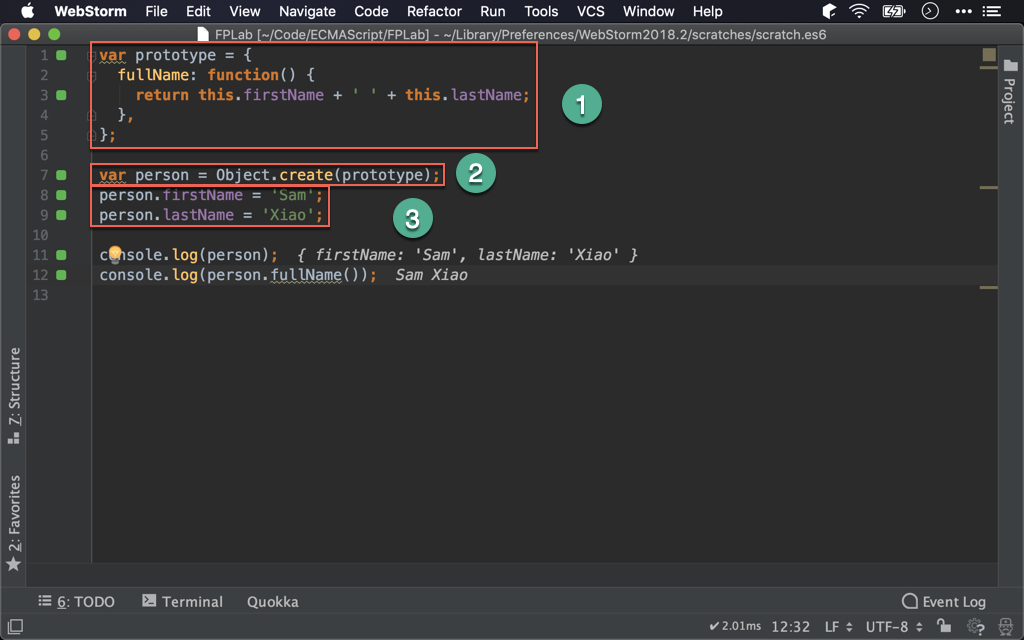 WebStorm File Edit View Navigate Code Refactor Run Tools VCS Window Help
FPLab [~/Code/ECMAScript/FPLab] - ~/Library/Preferences/WebStorm2018.2/scratches/scratch.es6
1 var prototype = {
2 fullName: function() {
3 return this.firstName + ' ' + this.lastName;
4 },
5 };
6
7 var person = Object.create(prototype);
8 person.firstName = 'Sam';
9 person.lastName = 'Xiao';
10
11 console.log(person); { firstName: 'Sam', lastName: 'Xiao' }
12 console.log(person.fullName()); Sam Xiao
13
1
2
3
Project
Z: Structure
2: Favorites
6: TODO Terminal Quokka Event Log
✔ 2.01ms 12:32 LF UTF-8